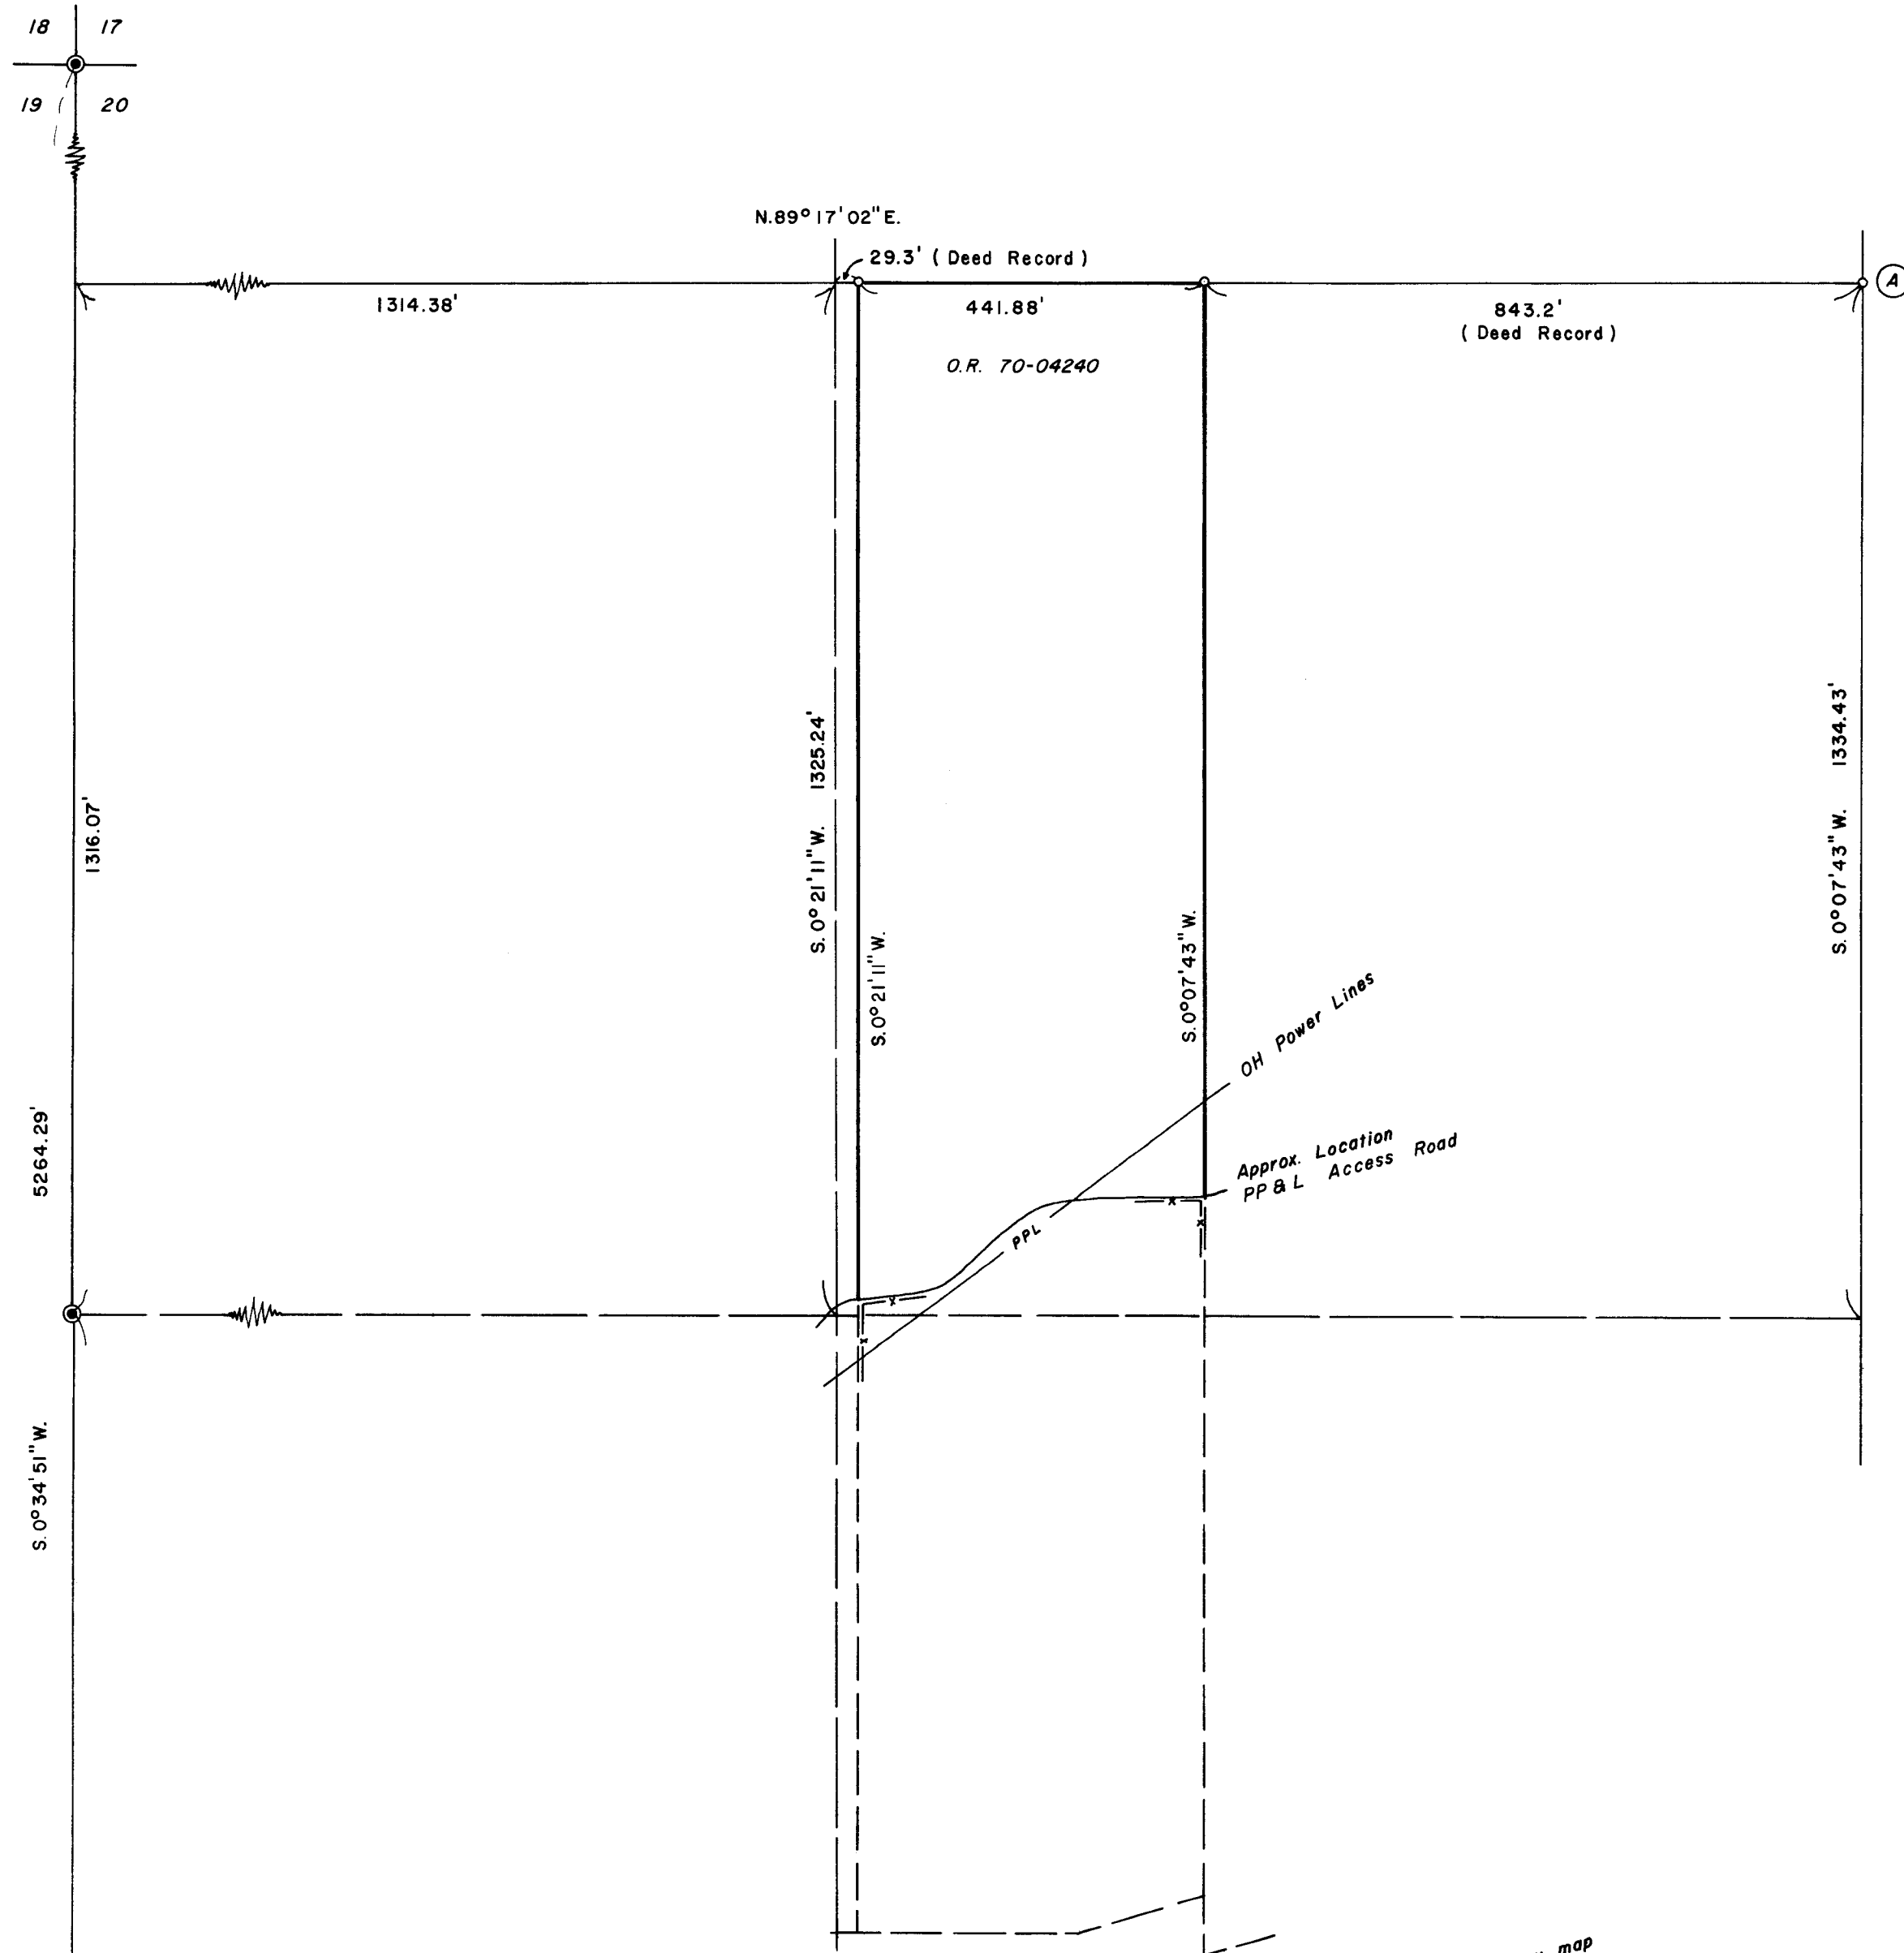 18 17
19 20
N.89°17'02"E.
29.3' ( Deed Record )
1314.38'
441.88'
843.2'
( Deed Record )
A
O.R. 70-04240
1316.07'
S.0°21'11"W. 1325.24'
S.0°21'11"W.
S.0°07'43"W.
S.0°07'43"W. 1334.43'
OH Power Lines
Approx. Location
PP&L Access Road
PPL
5264.29'
S.0°34'51"W.
map